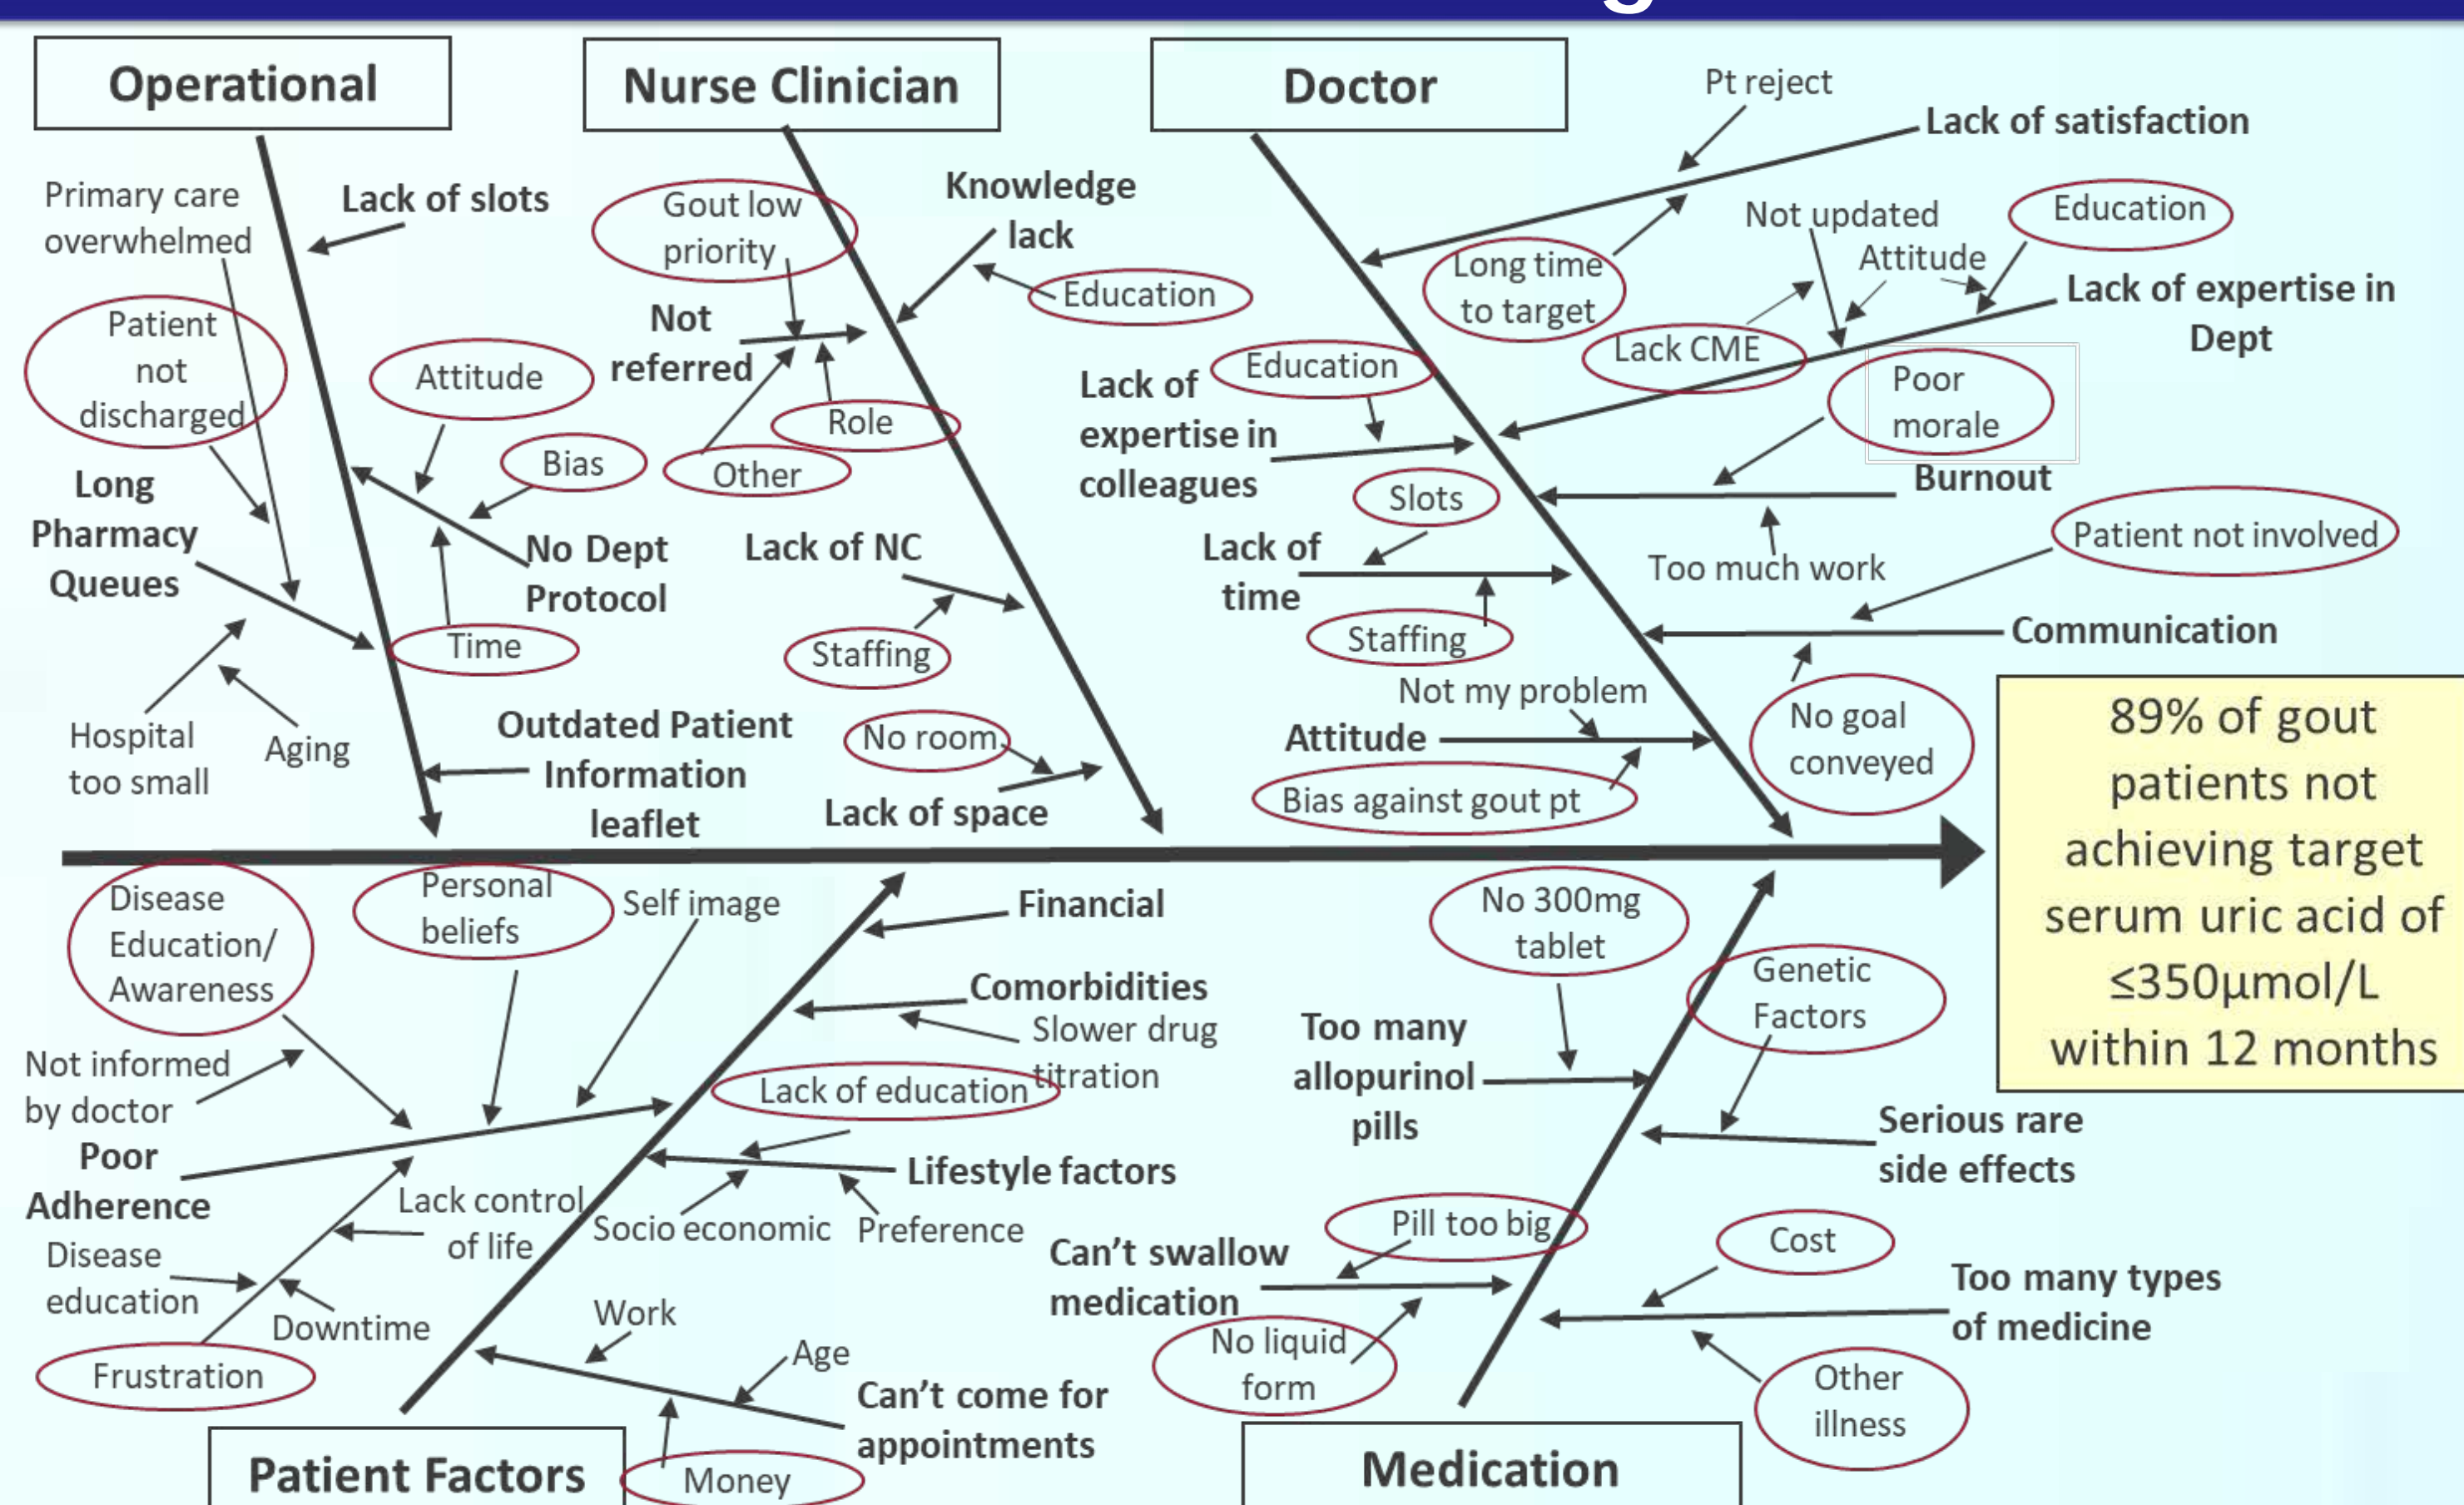 Operational
Nurse Clinician
Doctor
Primary care
overwhelmed
Lack of slots
Patient
not
discharged
Attitude
Bias
Long
Pharmacy
Queues
No Dept
Protocol
Time
Hospital
too small
Aging
Outdated Patient
Information
leaflet
Gout low
priority
Knowledge
lack
Education
Not
referred
Role
Other
Lack of NC
Staffing
No room
Lack of space
Pt reject
Lack of satisfaction
Long time
to target
Not updated
Education
Attitude
Lack CME
Lack of expertise in
Dept
Education
Lack of
expertise in
colleagues
Poor
morale
Burnout
Too much work
Slots
Lack of
time
Staffing
Patient not involved
Communication
No goal
conveyed
Not my problem
Attitude
Bias against gout pt
89% of gout
patients not
achieving target
serum uric acid of
≤350µmol/L
within 12 months
Disease
Education/
Awareness
Personal
beliefs
Self image
Not informed
by doctor
Poor
Adherence
Lack control
of life
Disease
education
Downtime
Frustration
Financial
Comorbidities
Slower drug
titration
Lack of education
Lifestyle factors
Socio economic
Preference
Work
Age
Can’t come for
appointments
Money
Patient Factors
No 300mg
tablet
Genetic
Factors
Too many
allopurinol
pills
Serious rare
side effects
Pill too big
Can’t swallow
medication
No liquid
form
Cost
Too many types
of medicine
Other
illness
Medication